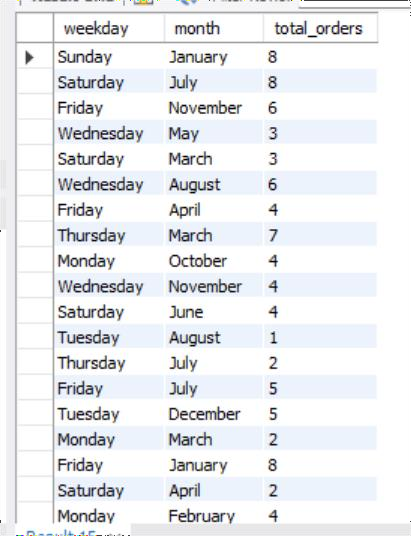 weekday month total_orders
Sunday January 8
Saturday July 8
Friday November 6
Wednesday May 3
Saturday March 3
Wednesday August 6
Friday April 4
Thursday March 7
Monday October 4
Wednesday November 4
Saturday June 4
Tuesday August 1
Thursday July 2
Friday July 5
Tuesday December 5
Monday March 2
Friday January 8
Saturday April 2
Monday February 4